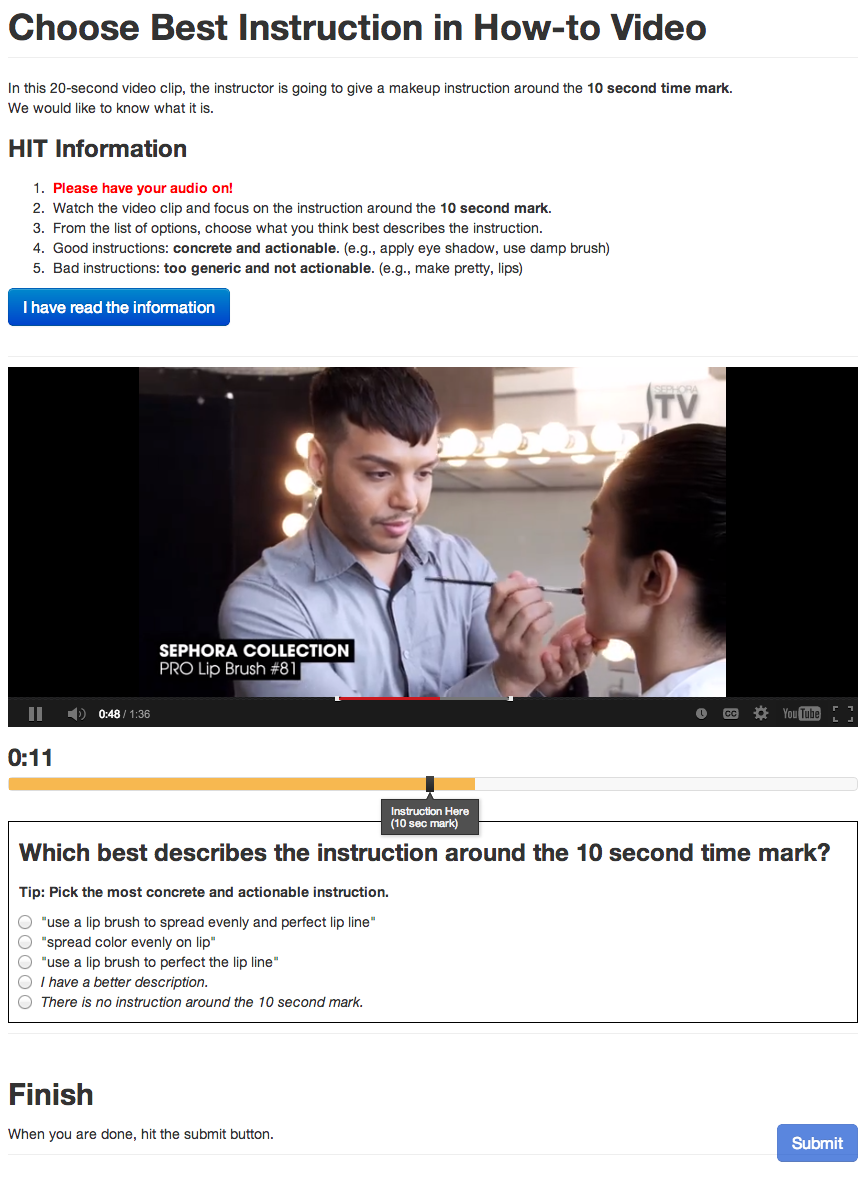 Choose Best Instruction in How-to Video
In this 20-second video clip, the instructor is going to give a makeup instruction around the 10 second time mark.
We would like to know what it is.
HIT Information
1. Please have your audio on!
2. Watch the video clip and focus on the instruction around the 10 second mark.
3. From the list of options, choose what you think best describes the instruction.
4. Good instructions: concrete and actionable. (e.g., apply eye shadow, use damp brush)
5. Bad instructions: too generic and not actionable. (e.g., make pretty, lips)
I have read the information
SEPHORA
TV
SEPHORA COLLECTION
PRO Lip Brush #81
0:48 / 1:36
CC
YouTube
0:11
Instruction Here
(10 sec mark)
Which best describes the instruction around the 10 second time mark?
Tip: Pick the most concrete and actionable instruction.
"use a lip brush to spread evenly and perfect lip line"
"spread color evenly on lip"
"use a lip brush to perfect the lip line"
I have a better description.
There is no instruction around the 10 second mark.
Finish
When you are done, hit the submit button.
Submit